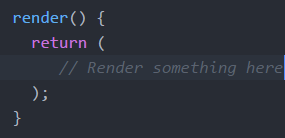 render() {
  return (
     // Render something here
  );
}